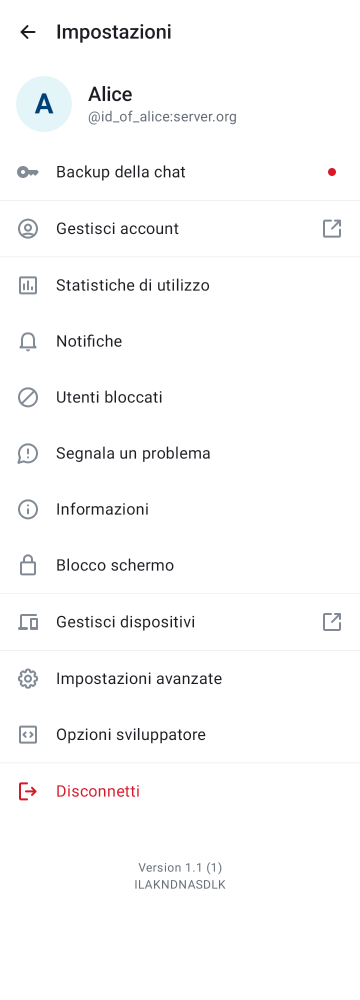 Impostazioni
A
Alice
@id_of_alice:server.org
Backup della chat
Gestisci account
Statistiche di utilizzo
Notifiche
Utenti bloccati
Segnala un problema
Informazioni
Blocco schermo
Gestisci dispositivi
Impostazioni avanzate
Opzioni sviluppatore
Disconnetti
Version 1.1 (1)
ILAKNDNASDLK